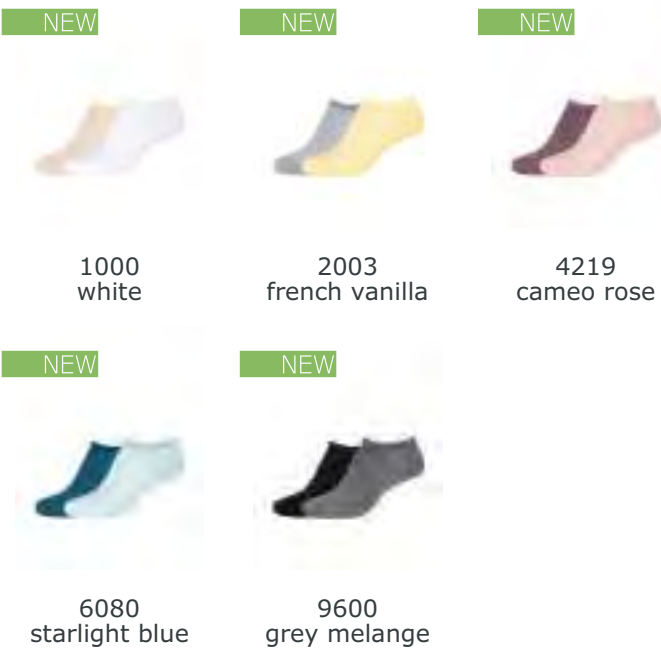 NEW
NEW
NEW
1000
white
2003
french vanilla
4219
cameo rose
NEW
NEW
6080
starlight blue
9600
grey melange